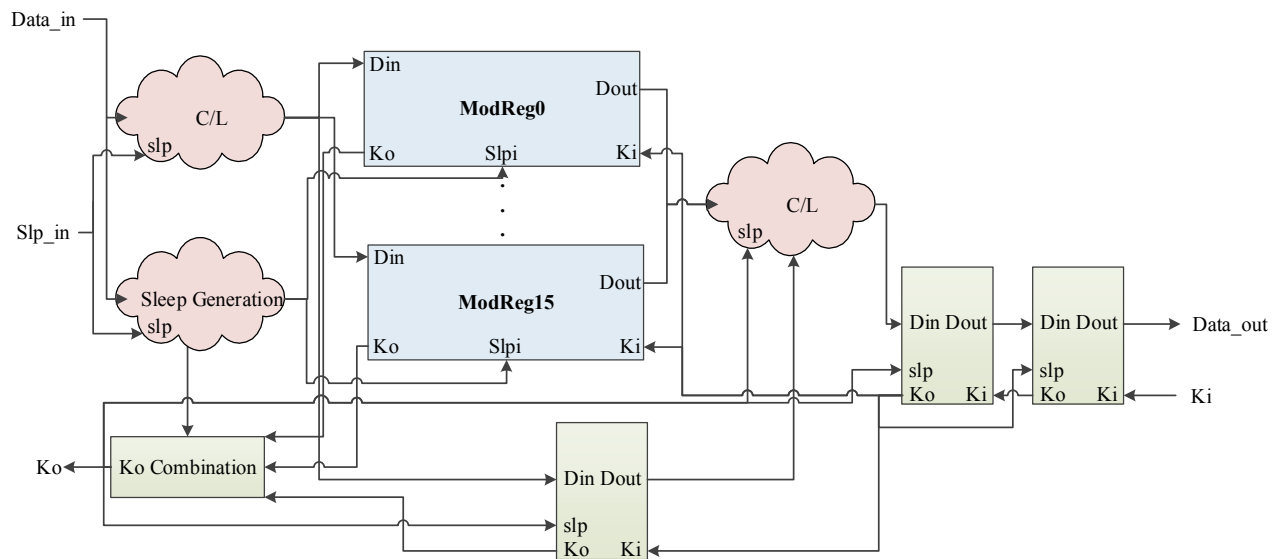 Data_in
C/L
slp
Slp_in
Sleep Generation
slp
Din
Dout
ModReg0
Ko
Slpi
Ki
.
.
.
Din
Dout
ModReg15
Ko
Slpi
Ki
C/L
slp
Din Dout
slp
Ko Ki
Din Dout
slp
Ko Ki
Data_out
Ki
Ko
Ko Combination
Din Dout
slp
Ko Ki